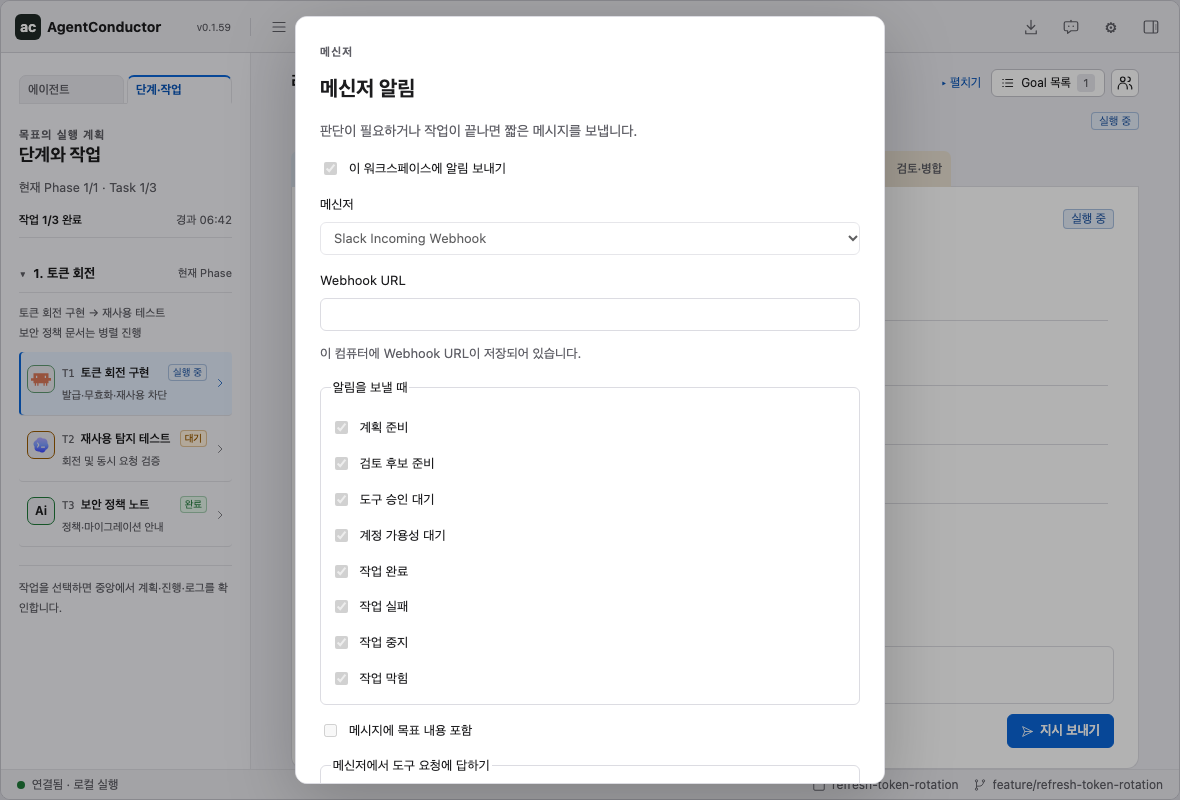 ac AgentConductor v0.1.59
에이전트
단계·작업
목표의 실행 계획
단계와 작업
현재 Phase 1/1 · Task 1/3
작업 1/3 완료
경과 06:42
1. 토큰 회전
현재 Phase
토큰 회전 구현 → 재사용 테스트
보안 정책 문서는 병렬 진행
T1 토큰 회전 구현 실행 중
발급·무효화·재사용 차단
T2 재사용 탐지 테스트 대기
회전 및 동시 요청 검증
Ai T3 보안 정책 노트 완료
정책·마이그레이션 안내
작업을 선택하면 중앙에서 계획·진행·로그를 확
인합니다.
메신저
메신저 알림
판단이 필요하거나 작업이 끝나면 짧은 메시지를 보냅니다.
이 워크스페이스에 알림 보내기
메신저
Slack Incoming Webhook
Webhook URL
이 컴퓨터에 Webhook URL이 저장되어 있습니다.
알림을 보낼 때
계획 준비
검토 후보 준비
도구 승인 대기
계정 가용성 대기
작업 완료
작업 실패
작업 중지
작업 막힘
메시지에 목표 내용 포함
메신저에서 도구 요청에 답하기
펼치기
Goal 목록 1
실행 중
검토·병합
실행 중
지시 보내기
연결됨 · 로컬 실행
refresh-token-rotation
feature/refresh-token-rotation